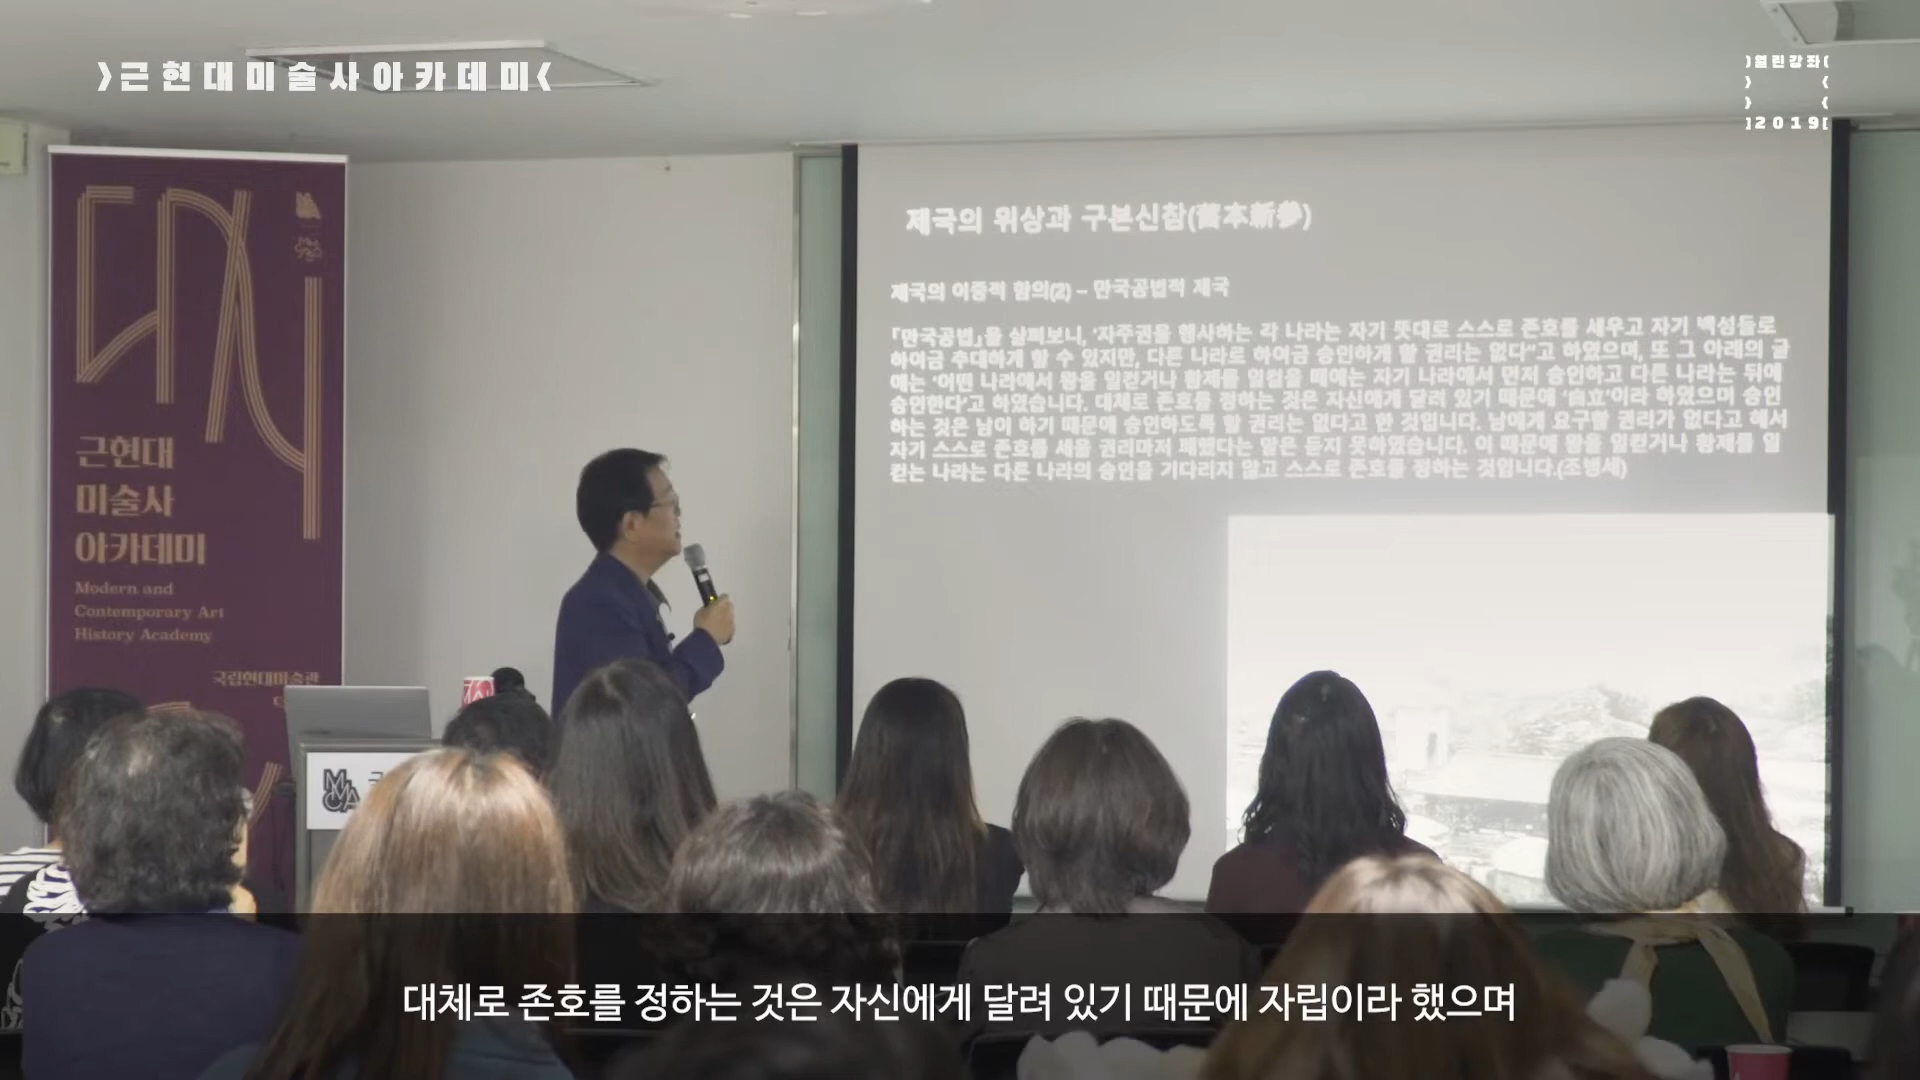 근현대미술사아카데미
열린강좌
2019
제국의 위상과 구본신참(舊本新參)
제국의 이중적 함의(2) – 만국공법적 제국
「만국공법」을 살펴보니, ‘자주권을 행사하는 각 나라는 자기 뜻대로 스스로 존호를 세우고 자기 백성들로
하여금 추대하게 할 수 있지만, 다른 나라로 하여금 승인하게 할 권리는 없다”고 하였으며, 또 그 아래의 글
에는 ‘어떤 나라에서 왕을 일컫거나 황제를 일컬을 때에는 자기 나라에서 먼저 승인하고 다른 나라는 뒤에
승인한다’고 하였습니다. 대체로 존호를 정하는 것은 자신에게 달려 있기 때문에 ‘自立’이라 하였으며 승인
하는 것은 남이 하기 때문에 승인하도록 할 권리는 없다고 한 것입니다. 남에게 요구할 권리가 없다고 해서
자기 스스로 존호를 세울 권리마저 폐했다는 말은 듣지 못하였습니다. 이 때문에 왕을 일컫거나 황제를 일
컫는 나라는 다른 나라의 승인을 기다리지 않고 스스로 존호를 정하는 것입니다.(조병세)
근현대
미술사
아카데미
Modern and
Contemporary Art
History Academy
국립현대미술관
MMCA
대체로 존호를 정하는 것은 자신에게 달려 있기 때문에 자립이라 했으며